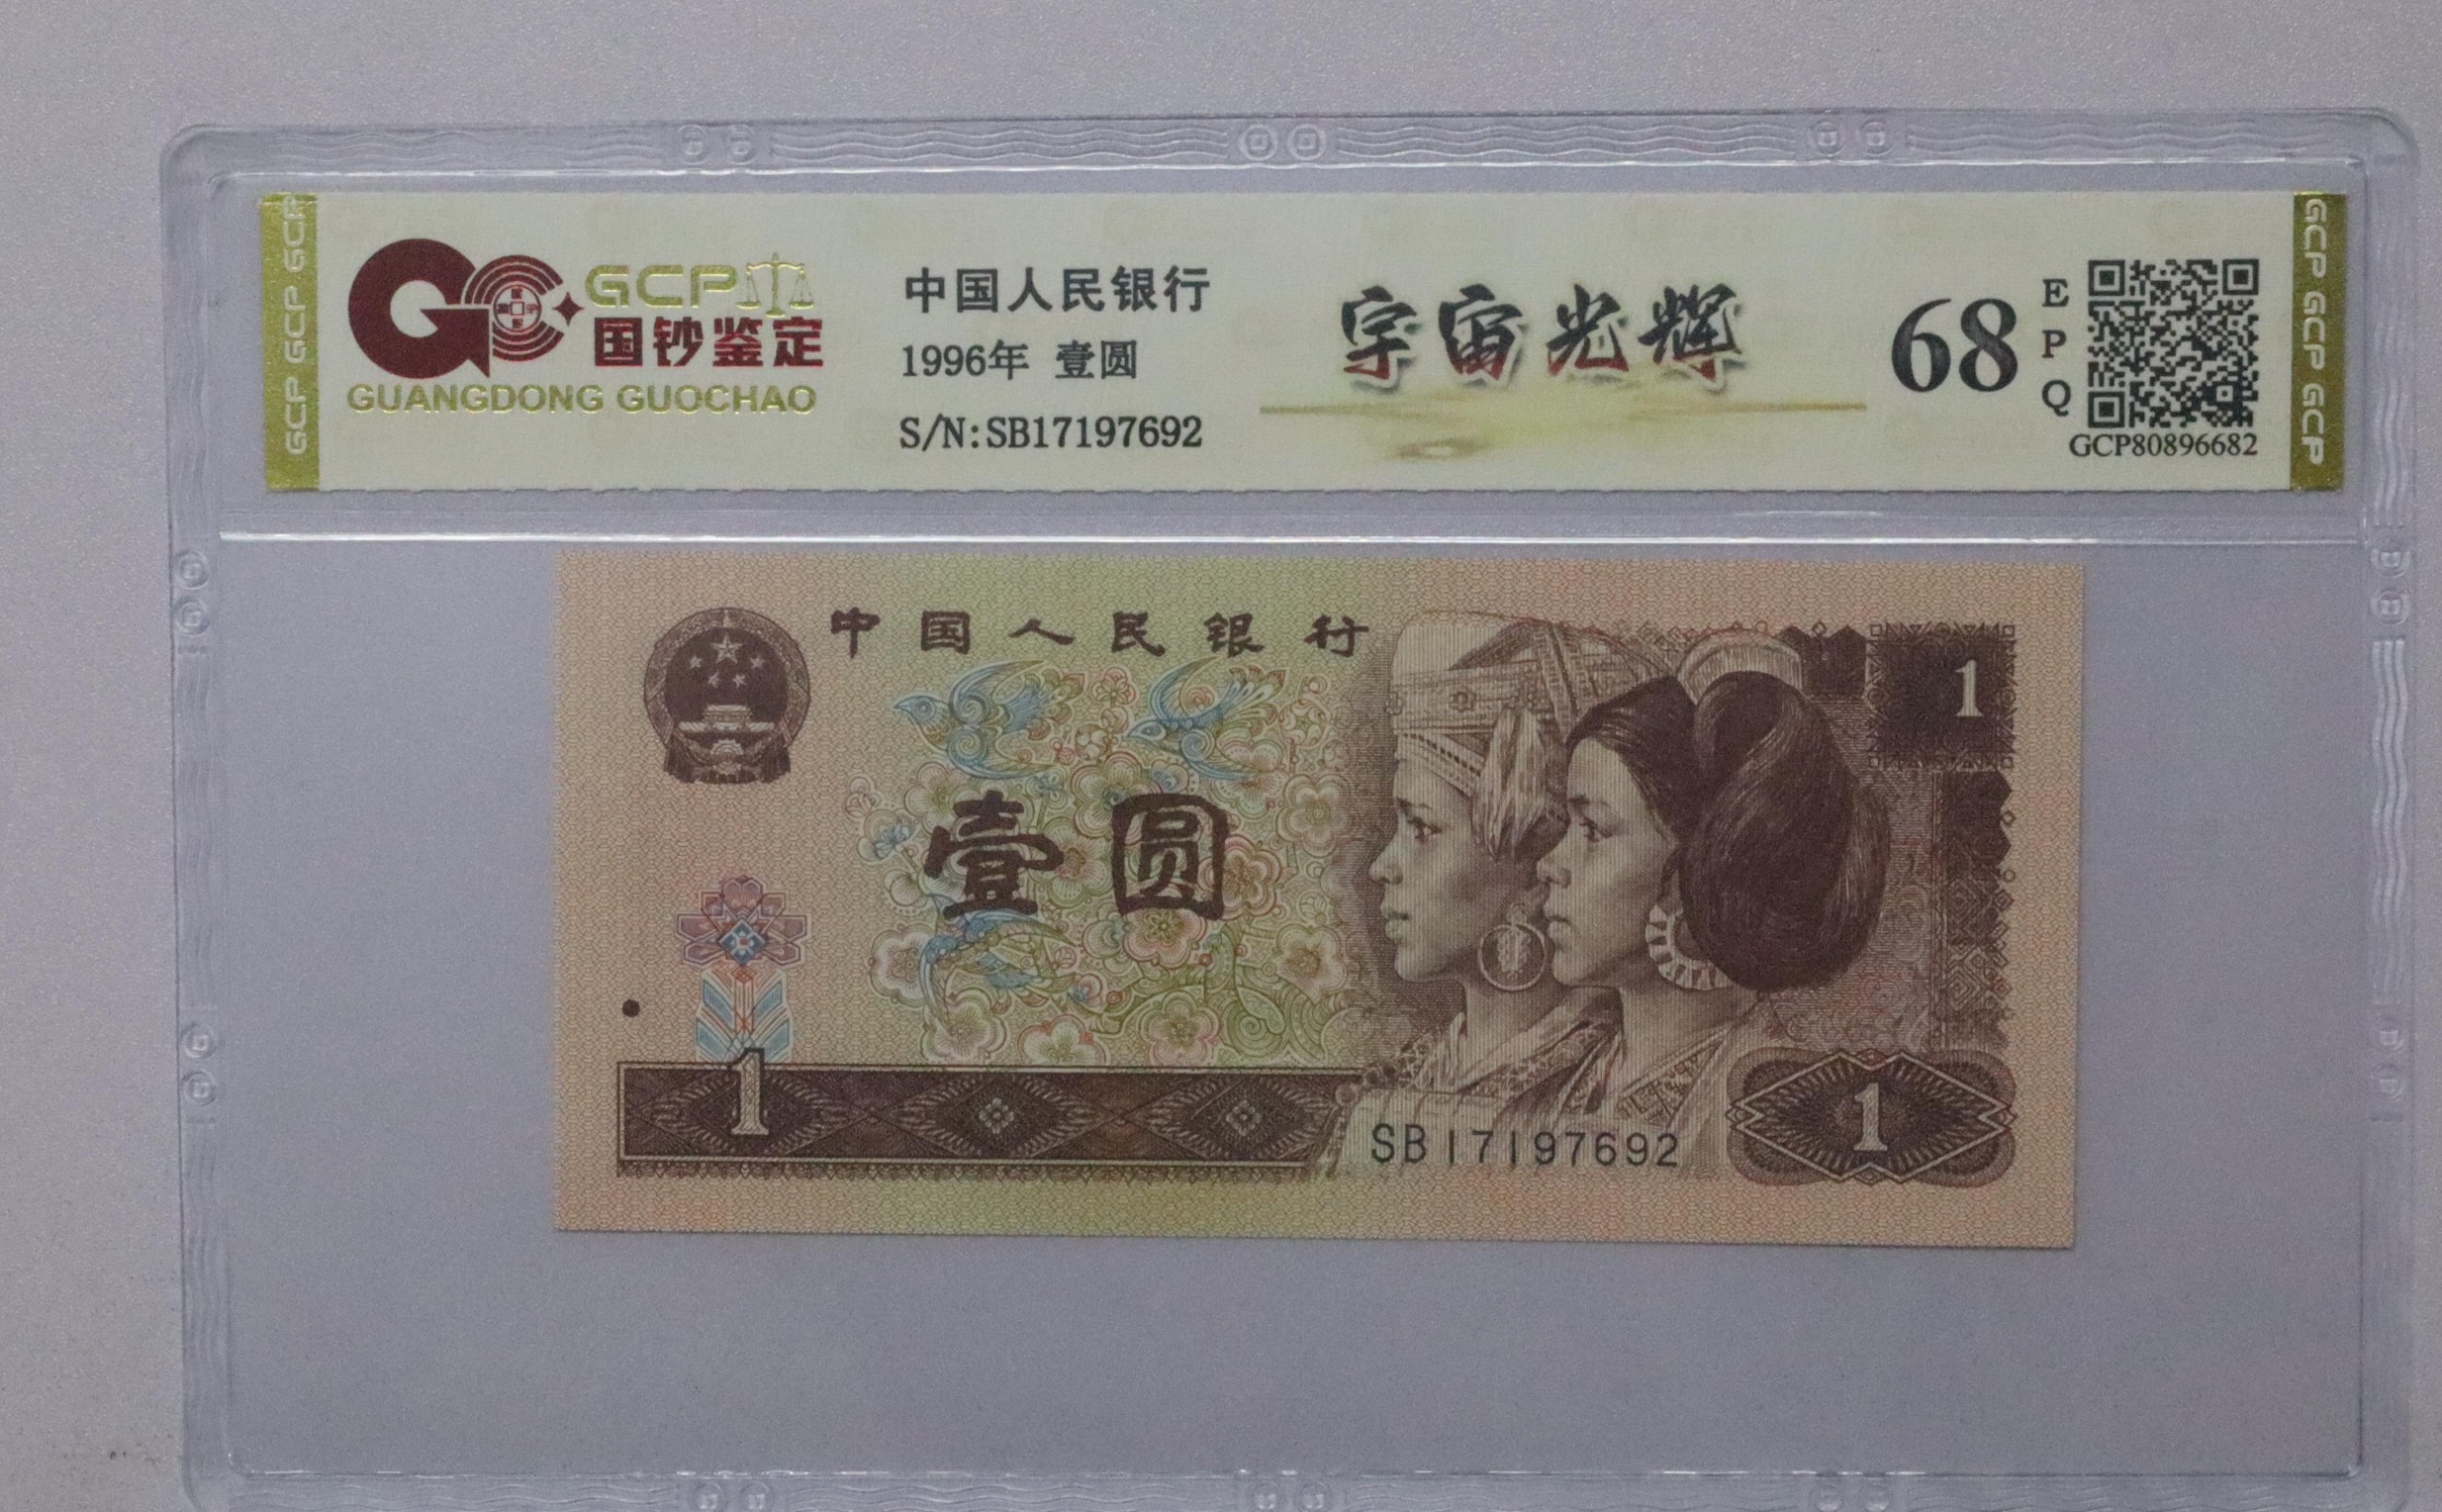 GCP GCP GCP
GCP
国钞鉴定
GUANGDONG GUOCHAO
中国人民银行
1996年 壹圆
S/N:SB17197692
宇宙光辉
68
E
P
Q
GCP80896682
GCP GCP GCP
中国人民银行
1
壹圆
1
SB17197692
1